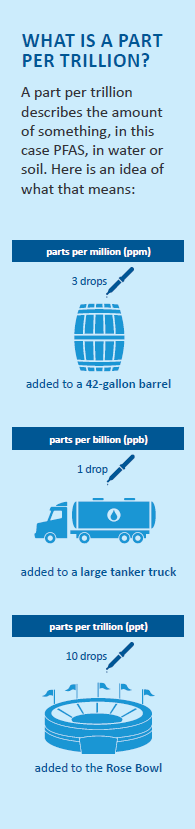 WHAT IS A PART
PER TRILLION?
A part per trillion
describes the amount
of something, in this
case PFAS, in water or
soil. Here is an idea of
what that means:
parts per million (ppm)
3 drops
added to a 42-gallon barrel
parts per billion (ppb)
1 drop
added to a large tanker truck
parts per trillion (ppt)
10 drops
added to the Rose Bowl